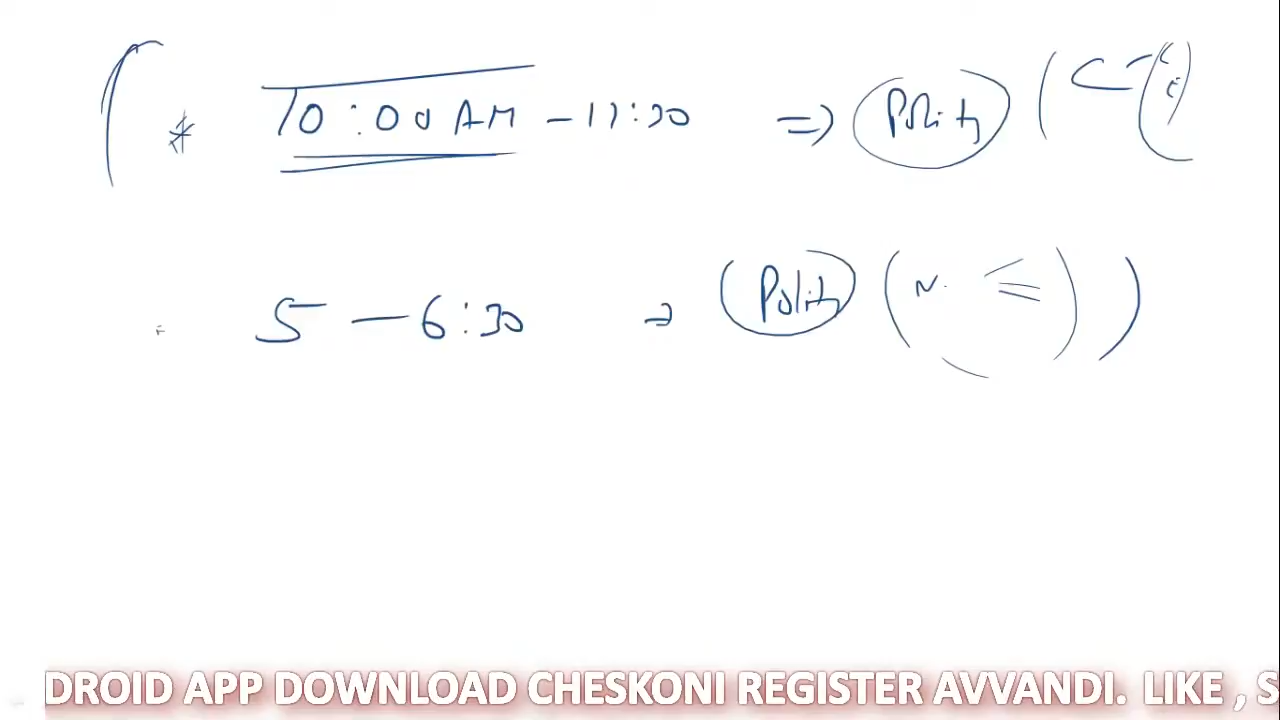 * 10:00 AM - 11:30 => Polity (
5 - 6:30 => (Polity) (N.
DROID APP DOWNLOAD CHESKONI REGISTER AVVANDI. LIKE , S